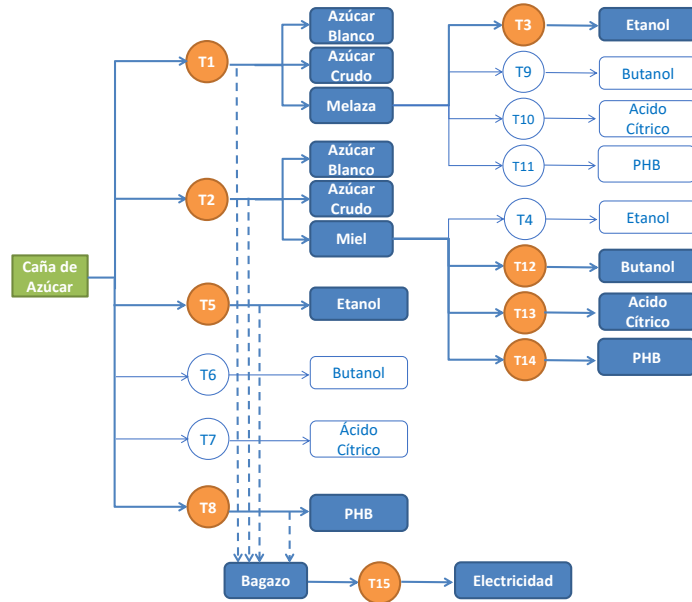 Caña de
Azúcar
T1
Azúcar
Blanco
Azúcar
Crudo
Melaza
T3
Etanol
T9
Butanol
T10
Acido
Cítrico
T11
PHB
T2
Azúcar
Blanco
Azúcar
Crudo
Miel
T4
Etanol
T12
Butanol
T13
Acido
Cítrico
T14
PHB
T5
Etanol
T6
Butanol
T7
Ácido
Cítrico
T8
PHB
Bagazo
T15
Electricidad